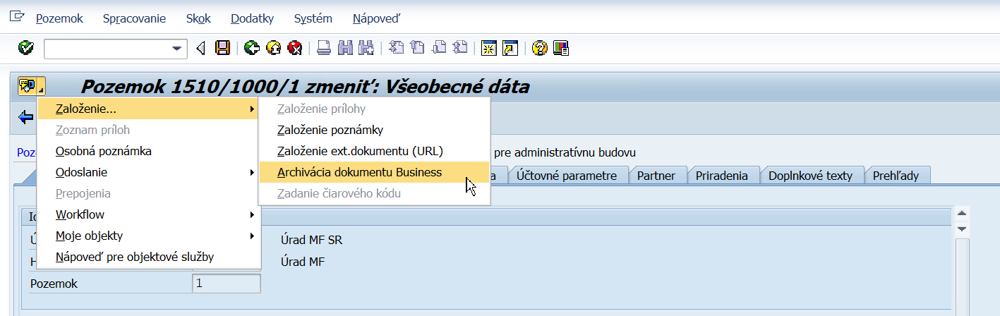 Pozemok Spracovanie Skok Dodatky Systém Nápoveď
Pozemok 1510/1000/1 zmeniť: Všeobecné dáta
Založenie...
Zoznam príloh
Osobná poznámka
Odoslanie
Prepojenia
Workflow
Moje objekty
Nápoveď pre objektové služby
Založenie prílohy
Založenie poznámky
Založenie ext.dokumentu (URL)
Archivácia dokumentu Business
Zadanie čiarového kódu
pre administratívnu budovu
Účtovné parametre Partner Priradenia Doplnkové texty Prehľady
Úrad MF SR
Úrad MF
Pozemok 1